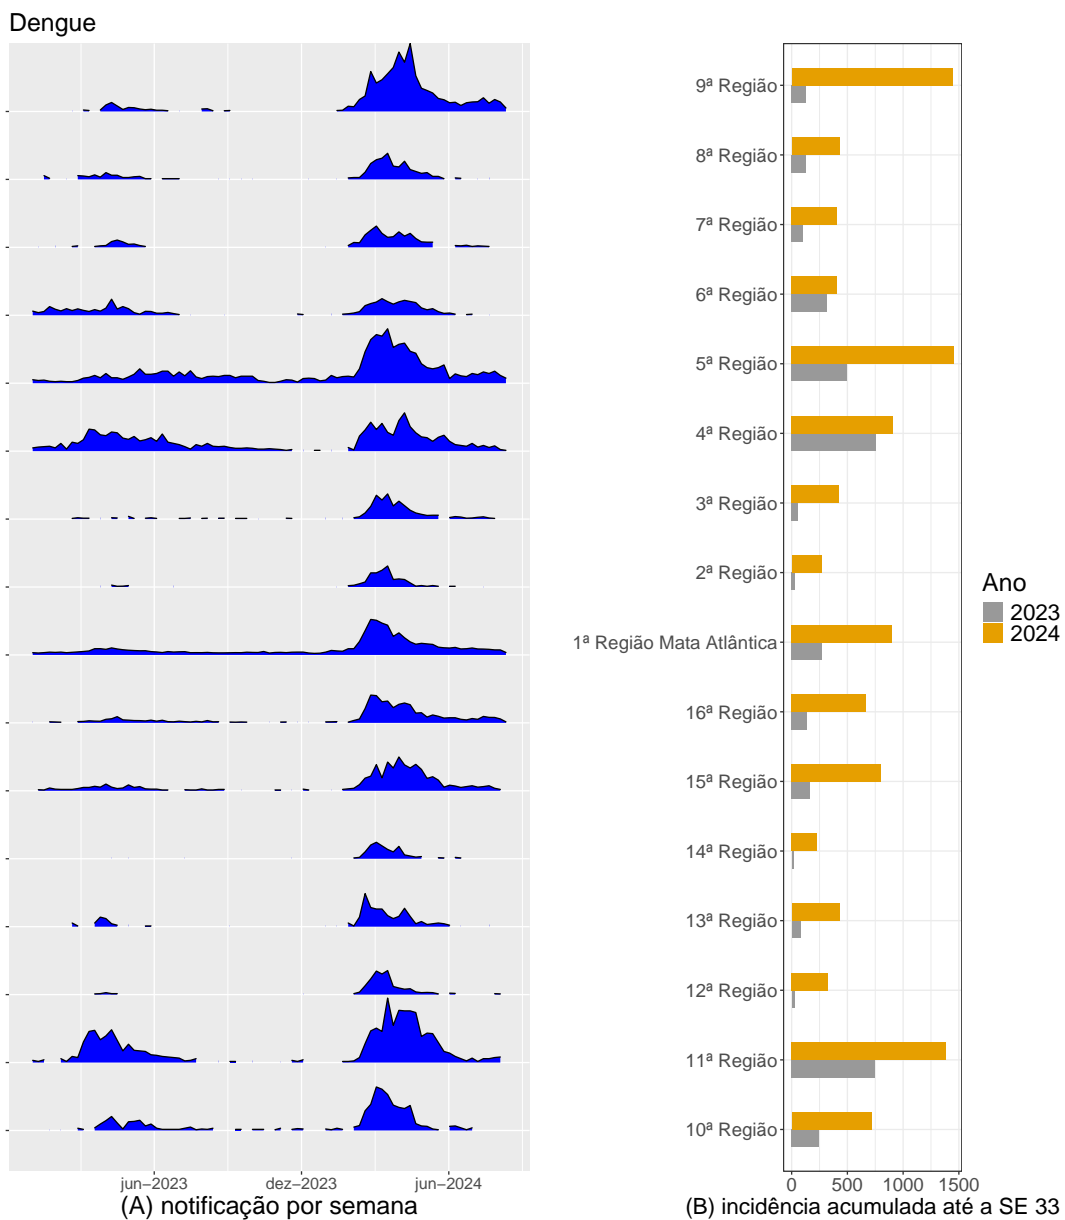 Dengue
9ª Região
8ª Região
7ª Região
6ª Região
5ª Região
4ª Região
3ª Região
2ª Região
1ª Região Mata Atlântica
16ª Região
15ª Região
14ª Região
13ª Região
12ª Região
11ª Região
10ª Região
Ano
2023
2024
jun–2023 dez–2023 jun–2024
0 500 1000 1500
(A) notificação por semana
(B) incidência acumulada até a SE 33